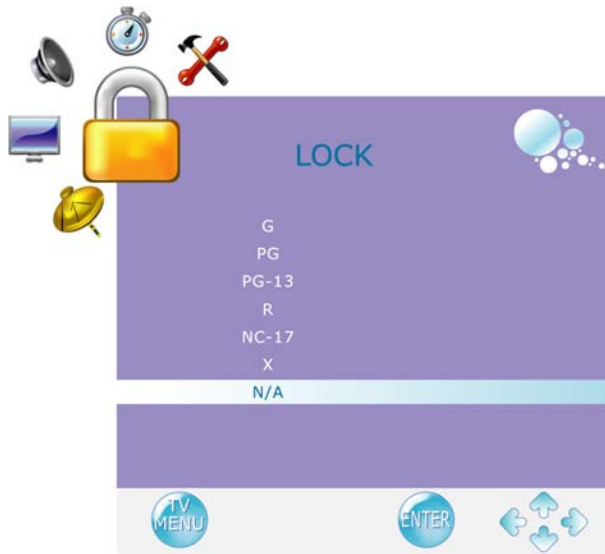 LOCK
G
PG
PG-13
R
NC-17
X
N/A
TV
MENU
ENTER